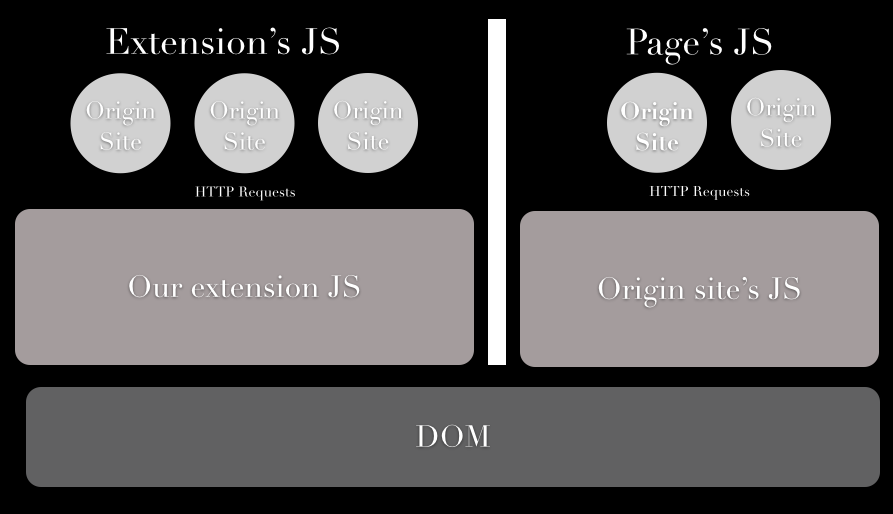 Extension’s JS
Origin
Site
Origin
Site
Origin
Site
HTTP Requests
Our extension JS
Page’s JS
Origin
Site
Origin
Site
HTTP Requests
Origin site’s JS
DOM